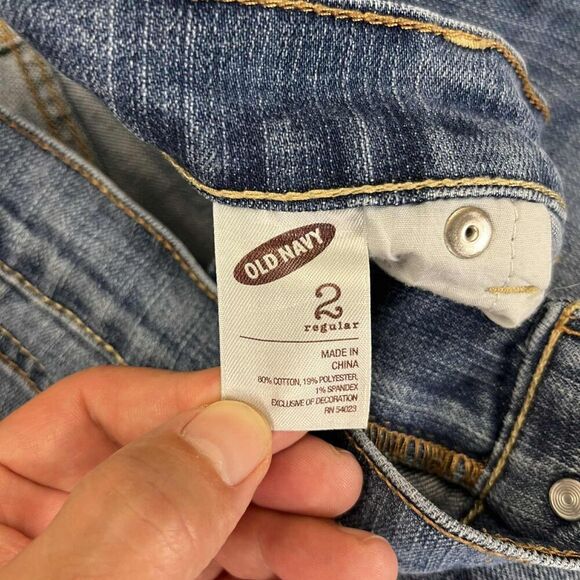 OLD NAVY
2
regular
MADE IN
CHINA
80% COTTON, 19% POLYESTER,
1% SPANDEX
EXCLUSIVE OF DECORATION
RN 54023